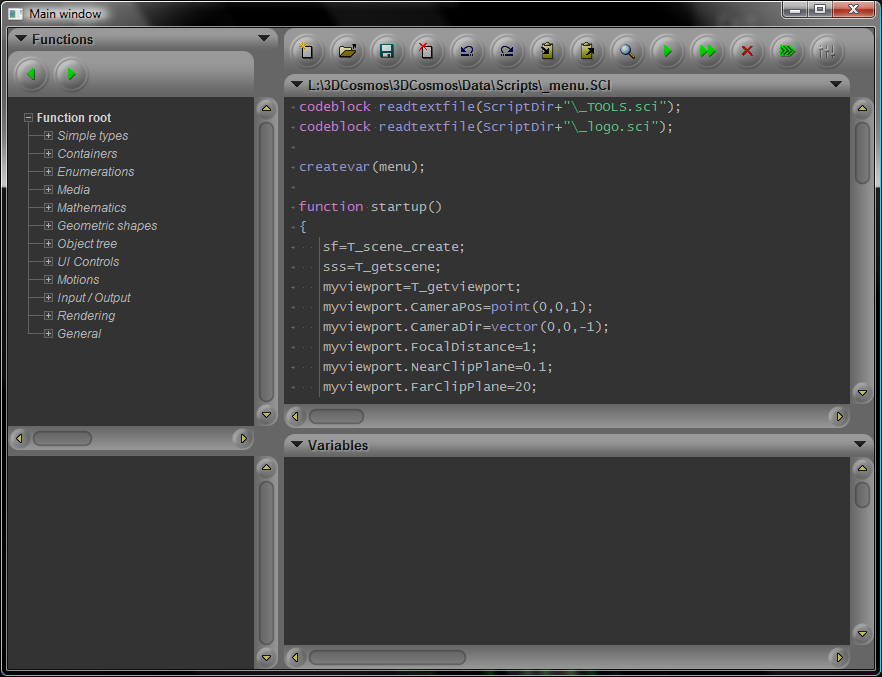 Main window
Functions
Function root
Simple types
Containers
Enumerations
Media
Mathematics
Geometric shapes
Object tree
UI Controls
Motions
Input / Output
Rendering
General
L:\3DCosmos\3DCosmos\Data\Scripts\_menu.SCI
codeblock readtextfile(ScriptDir+"\_TOOLS.sci");
codeblock readtextfile(ScriptDir+"\_logo.sci");
createvar(menu);
function startup()
{
sf=T_scene_create;
sss=T_getscene;
myviewport=T_getviewport;
myviewport.CameraPos=point(0,0,1);
myviewport.CameraDir=vector(0,0,-1);
myviewport.FocalDistance=1;
myviewport.NearClipPlane=0.1;
myviewport.FarClipPlane=20;
Variables